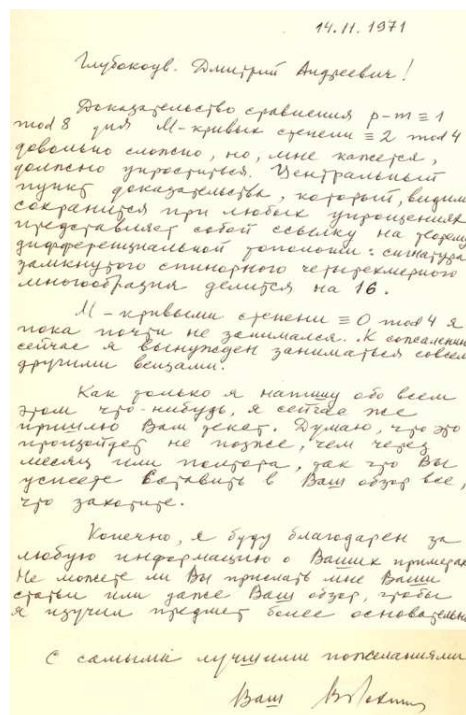 14.11.1971
Глубокоув. Дмитрий Андреевич!
Доказательство сравнения p-m≡1
mod 8 для М-кривых степени ≡2 mod 4
довольно сложно, но, мне кажется,
должно упроститься. Центральный
пункт доказательства, который, видим
сохранится при любых упрощениях
представляет собой ссылку на теорему
дифференциальной топологии: сигнатура
замкнутого спинорного четырехмерного
многообразия делится на 16.
М-кривыми степени ≡0 mod 4 я
пока почти не занимался. К сожалению
сейчас я вынужден заниматься совсем
другими вещами.
Как только я напишу обо всем
этом что-нибудь, я сейчас же
пришлю Вам текст. Думаю, что это
произойдет не позже, чем через
месяц или полтора, так что Вы
успеете вставить в Ваш обзор все,
что захотите.
Конечно, я буду благодарен за
любую информацию о Ваших примерах
Не можете ли Вы прислать мне Ваши
статьи или даже Ваш обзор, чтобы
я изучил предмет более основательно
С самыми лучшими пожеланиями
Ваш